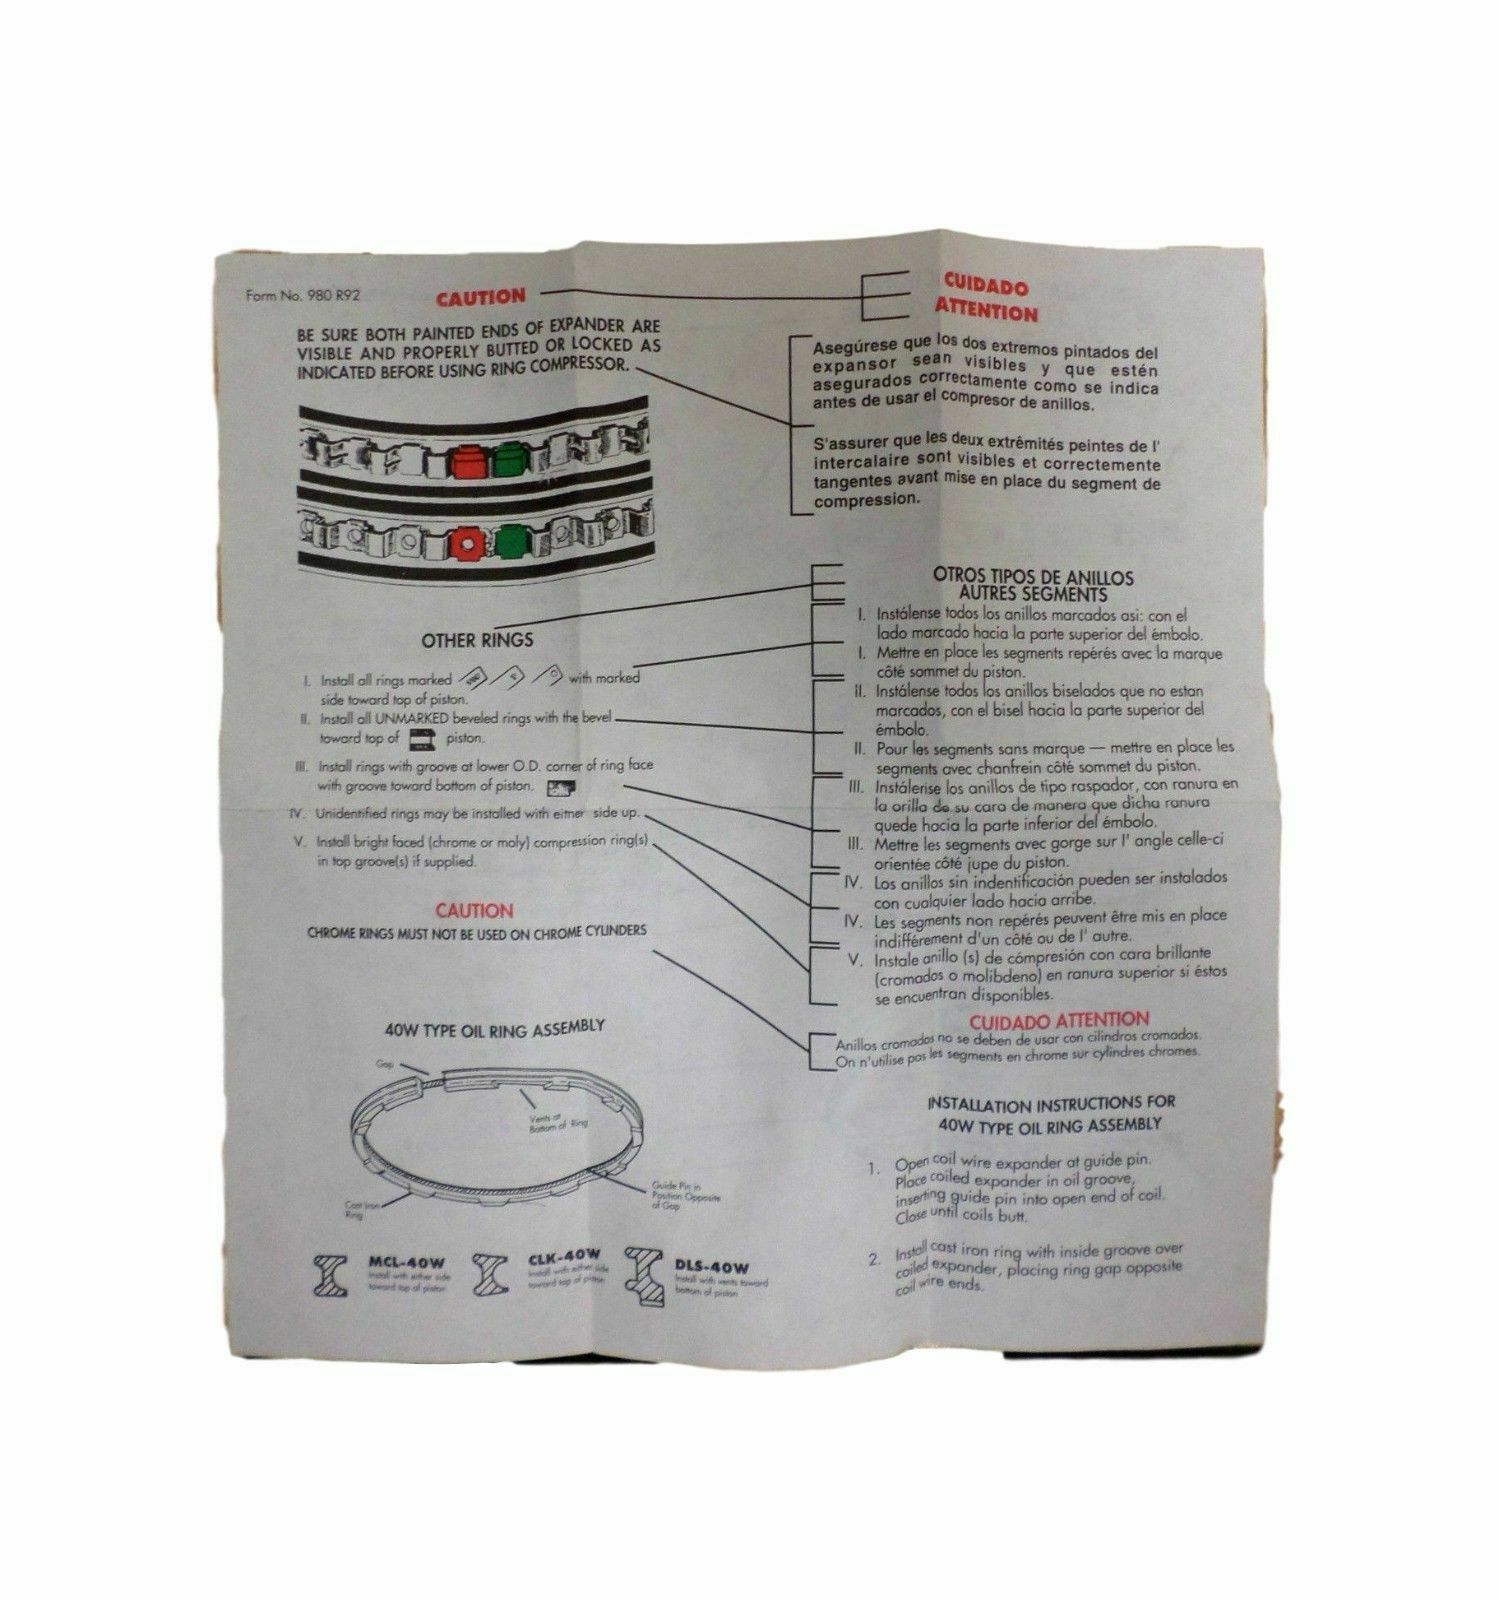 Form No. 980 R92
CAUTION
BE SURE BOTH PAINTED ENDS OF EXPANDER ARE
VISIBLE AND PROPERLY BUTTED OR LOCKED AS
INDICATED BEFORE USING RING COMPRESSOR.
CUIDADO
ATTENTION
Asegúrese que los dos extremos pintados del
expansor sean visibles y que estén
asegurados correctamente como se indica
antes de usar el compresor de anillos.
S'assurer que les deux extrêmités peintes de l'
intercalaire sont visibles et correctemente
tangentes avant mise en place du segment de
compression.
OTHER RINGS
I. Install all rings marked with marked
side toward top of piston.
II. Install all UNMARKED beveled rings with the bevel
toward top of piston.
III. Install rings with groove at lower O.D. corner of ring face
with groove toward bottom of piston.
IV. Unidentified rings may be installed with either side up.
V. Install bright faced (chrome or moly) compression ring(s)
in top groove(s) if supplied.
CAUTION
CHROME RINGS MUST NOT BE USED ON CHROME CYLINDERS
OTROS TIPOS DE ANILLOS
AUTRES SEGMENTS
I. Instálense todos los anillos marcados asi: con el
lado marcado hacia la parte superior del émbolo.
I. Mettre en place les segments repérés avec la marque
côté sommet du piston.
II. Instálense todos los anillos biselados que no estan
marcados, con el bisel hacia la parte superior del
émbolo.
II. Pour les segments sans marque — mettre en place les
segments avec chanfrein côté sommet du piston.
III. Instálerise los anillos de tipo raspador, con ranura en
la orilla de su cara de manera que dicha ranura
quede hacia la parte inferior del émbolo.
III. Mettre les segments avec gorge sur l' angle celle-ci
orientée côté jupe du piston.
IV. Los anillos sin indentificación pueden ser instalados
con cualquier lado hacia arribe.
IV. Les segments non repérés peuvent être mis en place
indifférement d'un côté ou de l' autre.
V. Instale anillo (s) de cómpresión con cara brillante
(cromados o molibdeno) en ranura superior si éstos
se encuentran disponibles.
CUIDADO ATTENTION
Anillos cromados no se deben de usar con cilindros cromados.
On n'utilise pas les segments en chrome sur cylindres chromes.
40W TYPE OIL RING ASSEMBLY
Gap
Vents at
Bottom of Ring
Guide Pin in
Position Opposite
of Gap
Cast Iron
Ring
MCL-40W
Install with either side
toward top of piston
CLK-40W
Install with either side
toward top of piston
DLS-40W
Install with vents toward
bottom of piston
INSTALLATION INSTRUCTIONS FOR
40W TYPE OIL RING ASSEMBLY
1. Open coil wire expander at guide pin.
Place coiled expander in oil groove,
inserting guide pin into open end of coil.
Close until coils butt.
2. Install cast iron ring with inside groove over
coiled expander, placing ring gap opposite
coil wire ends.